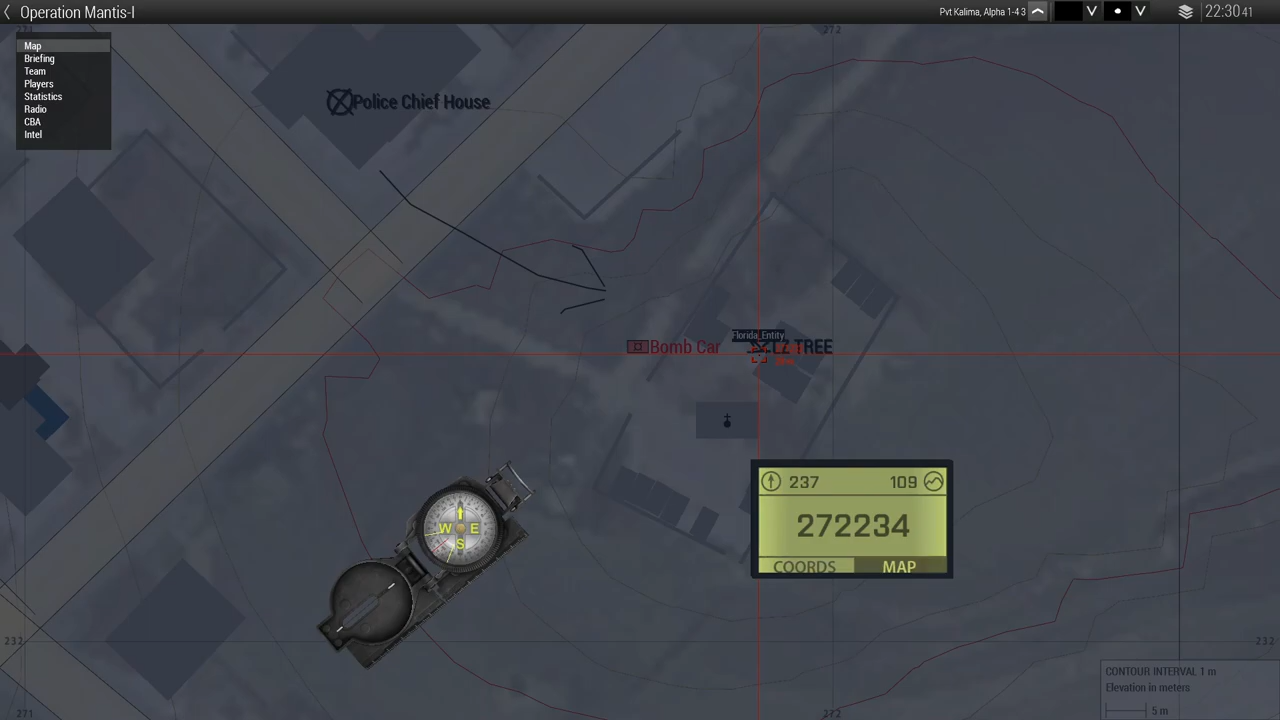 Operation Mantis-I
Pvt Kalima, Alpha 1-4 3
22:30 41
271
272
Map
Briefing
Team
Players
Statistics
Radio
CBA
Intel
Police Chief House
Florida_Entity
Bomb Car
LZ TREE
237
109
272234
COORDS
MAP
W
E
S
232
232
CONTOUR INTERVAL 1 m
Elevation in meters
5 m
271
272